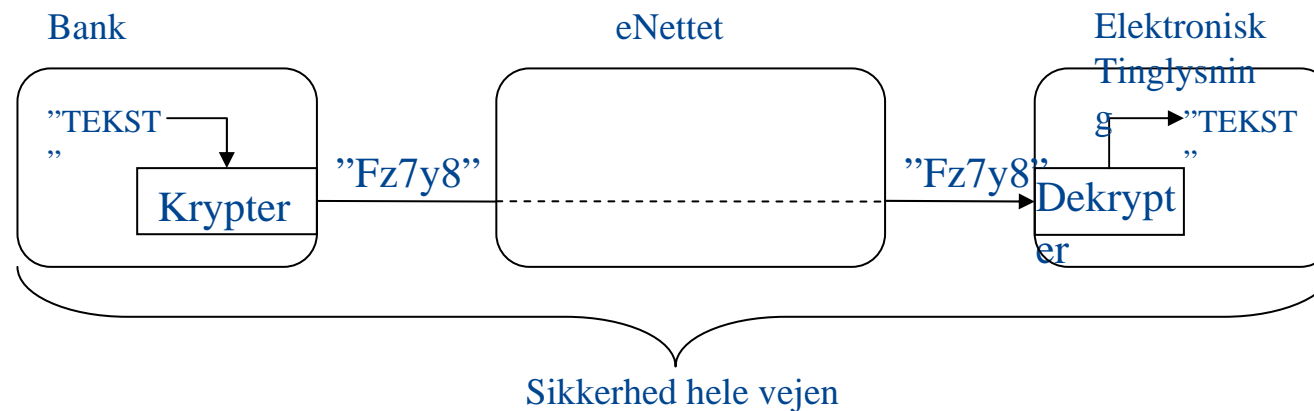 Bank
eNettet
Elektronisk
Tinglysnin
g
”TEKST
”
Krypter
”Fz7y8”
”Fz7y8”
Dekrypt
er
”TEKST
”
Sikkerhed hele vejen